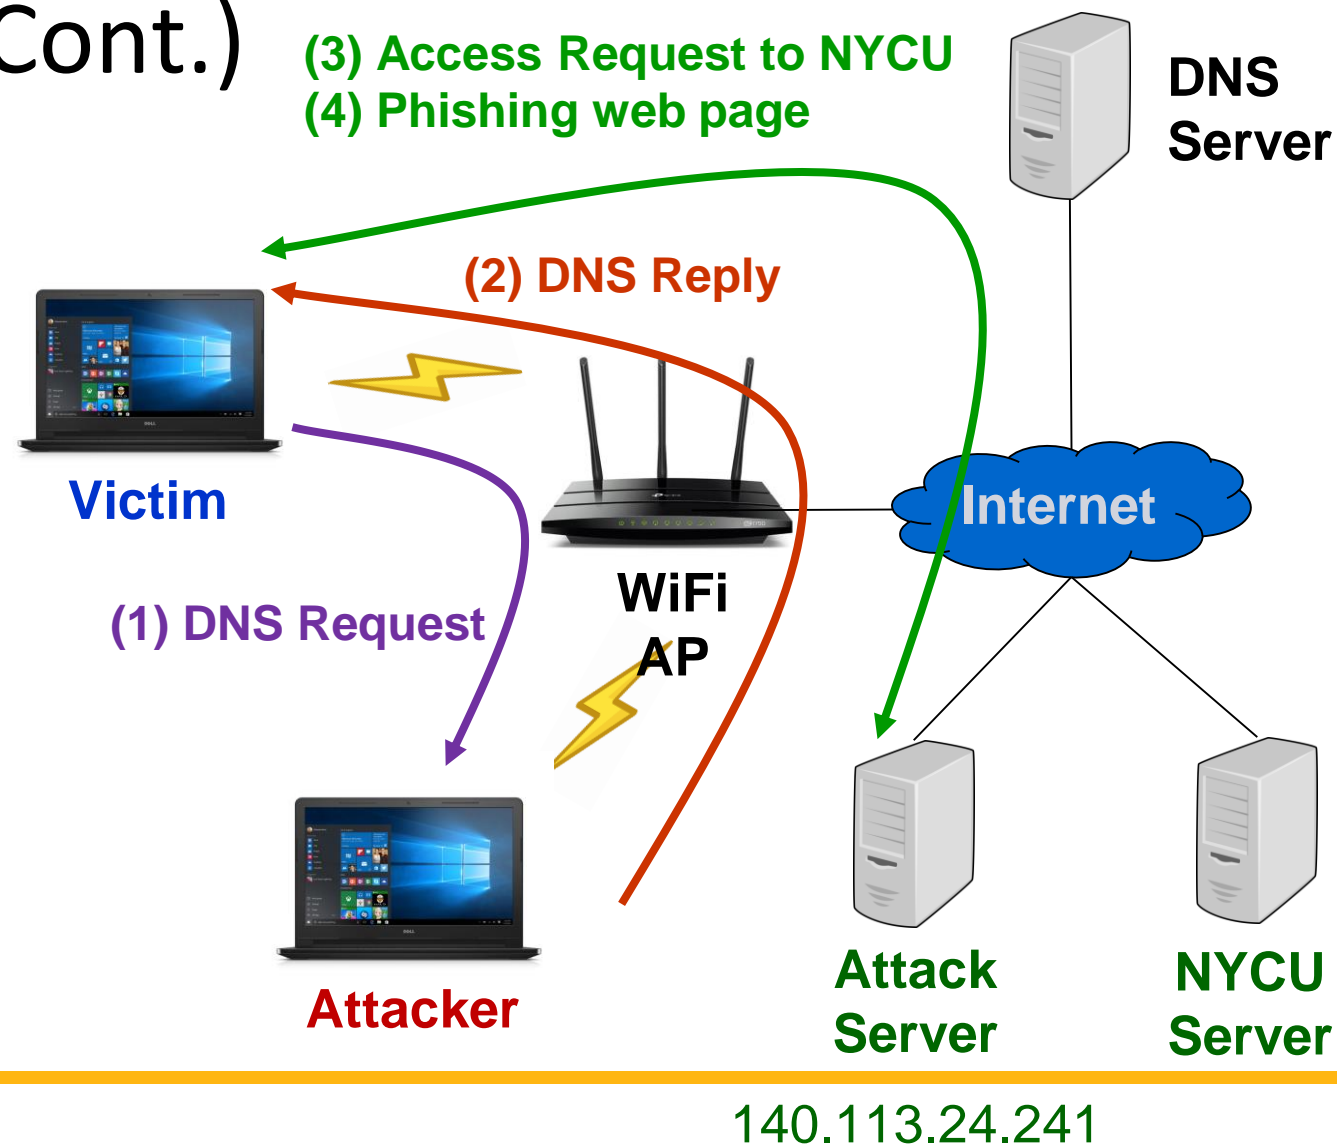 Cont.)
(3) Access Request to NYCU
(4) Phishing web page
DNS
Server
(2) DNS Reply
Victim
Internet
WiFi
AP
(1) DNS Request
Attacker
Attack
Server
NYCU
Server
140.113.24.241